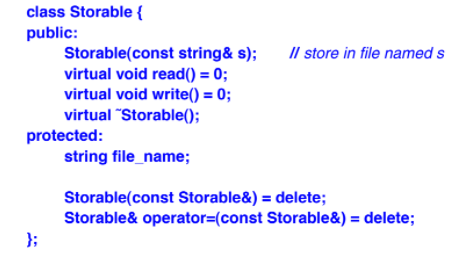 class Storable {
public:
Storable(const string& s); // store in file named s
virtual void read() = 0;
virtual void write() = 0;
virtual ˜Storable();
protected:
string file_name;
Storable(const Storable&) = delete;
Storable& operator=(const Storable&) = delete;
};